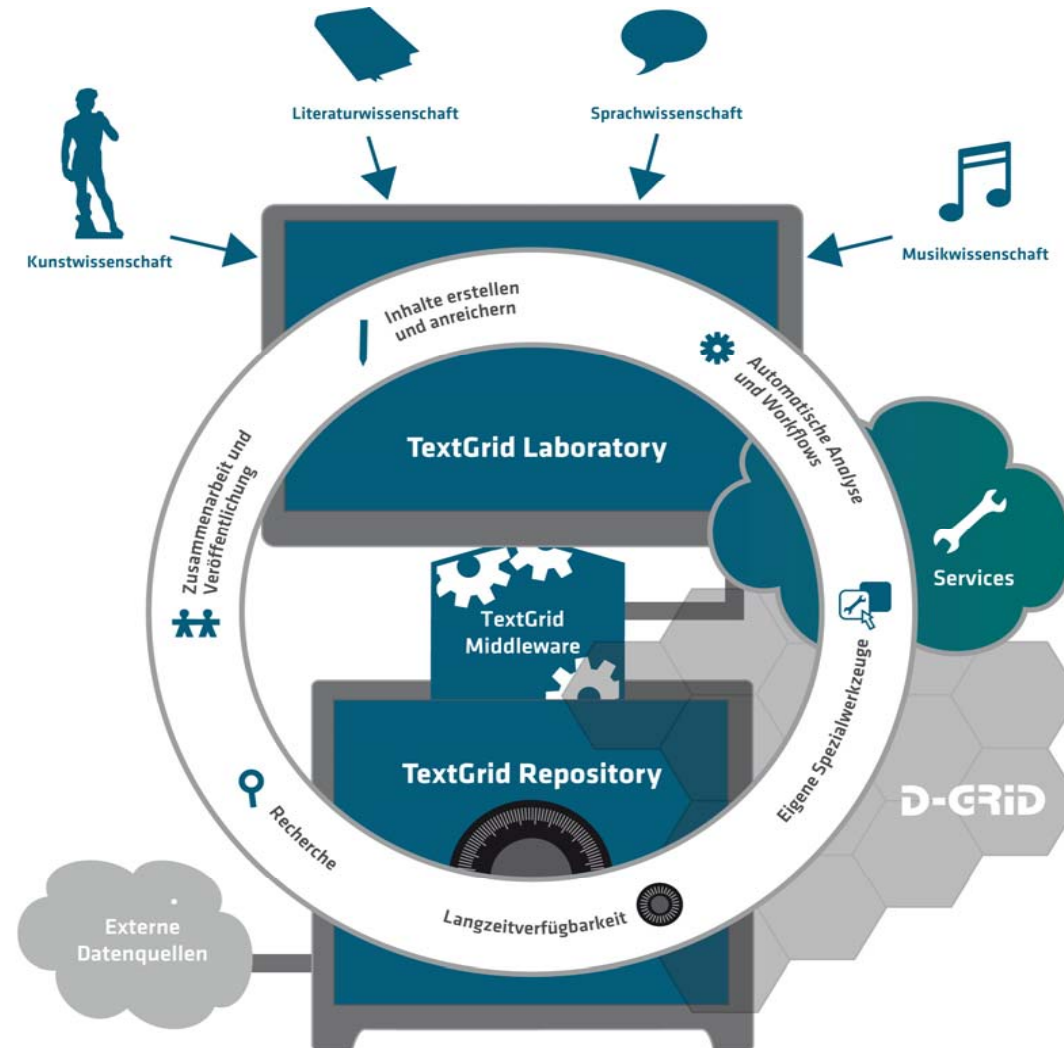 Literaturwissenschaft
Sprachwissenschaft
Kunstwissenschaft
Musikwissenschaft
Inhalte erstellen
und anreichern
Automatische Analyse
und Workflows
TextGrid Laboratory
Zusammenarbeit und
Veröffentlichung
Services
TextGrid
Middleware
Eigene Spezialwerkzeuge
TextGrid Repository
D-GRiD
Recherche
Langzeitverfügbarkeit
Externe
Datenquellen